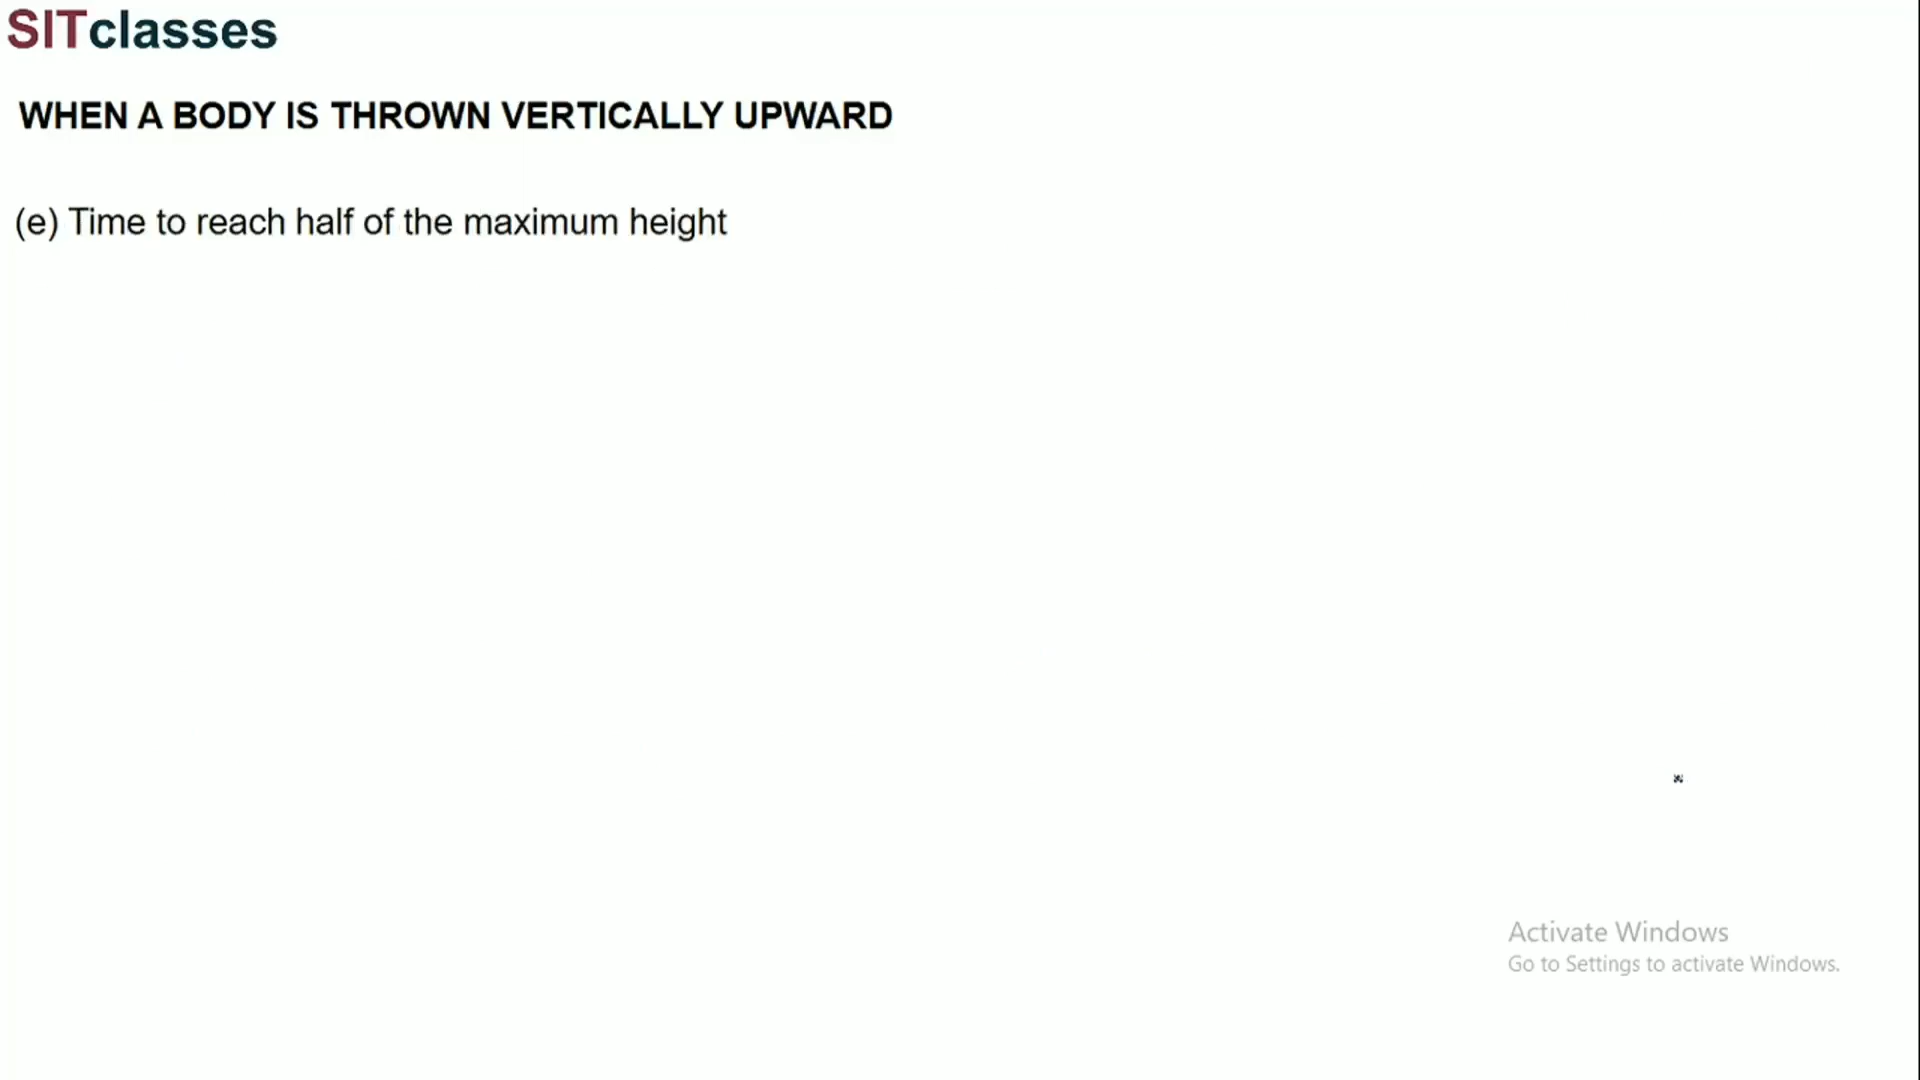 SITclasses
WHEN A BODY IS THROWN VERTICALLY UPWARD
(e) Time to reach half of the maximum height
Activate Windows
Go to Settings to activate Windows.